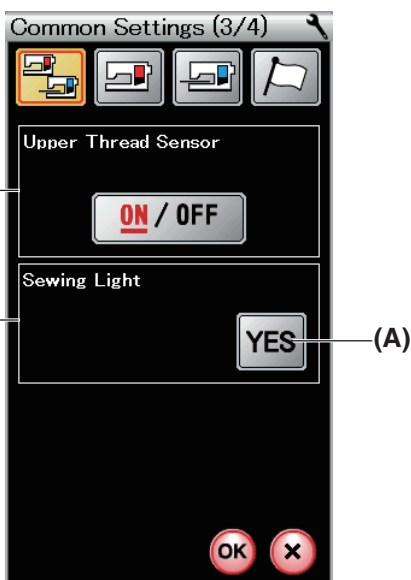 Common Settings (3/4)
Upper Thread Sensor
ON / OFF
Sewing Light
YES
(A)
OK